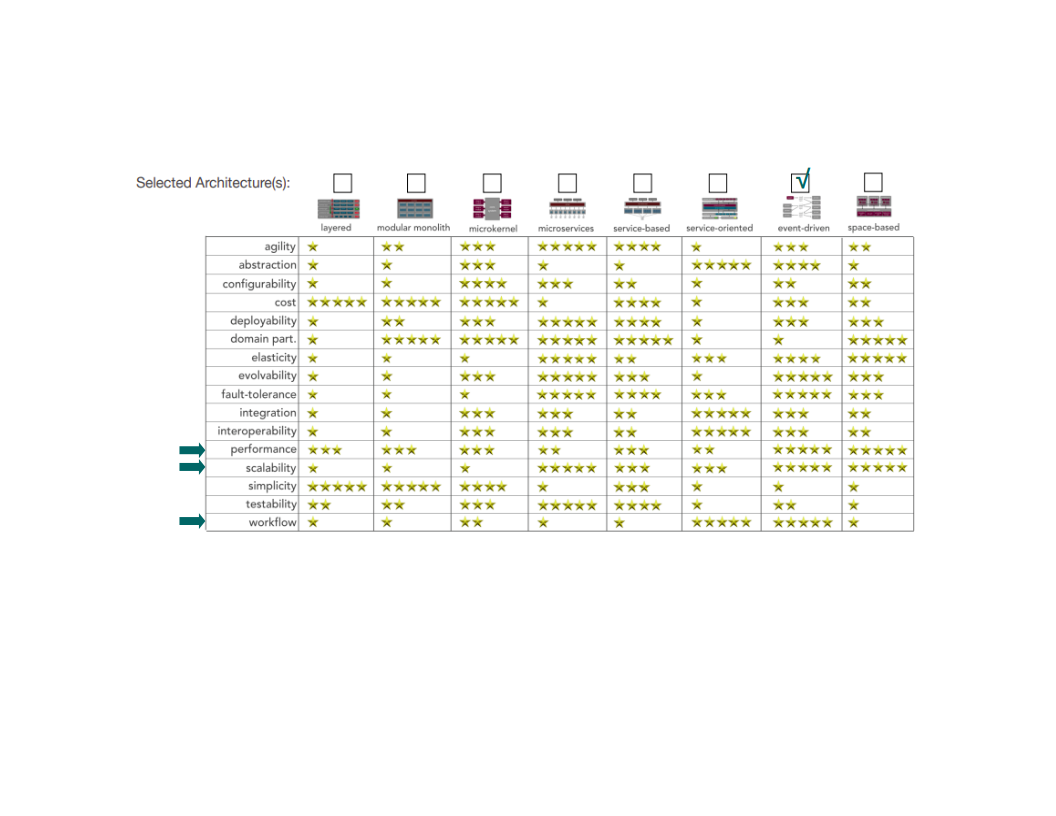 Selected Architecture(s): √
layered modular monolith microkernel microservices service-based service-oriented event-driven space-based
agility
abstraction
configurability
cost
deployability
domain part.
elasticity
evolvability
fault-tolerance
integration
interoperability
performance
scalability
simplicity
testability
workflow